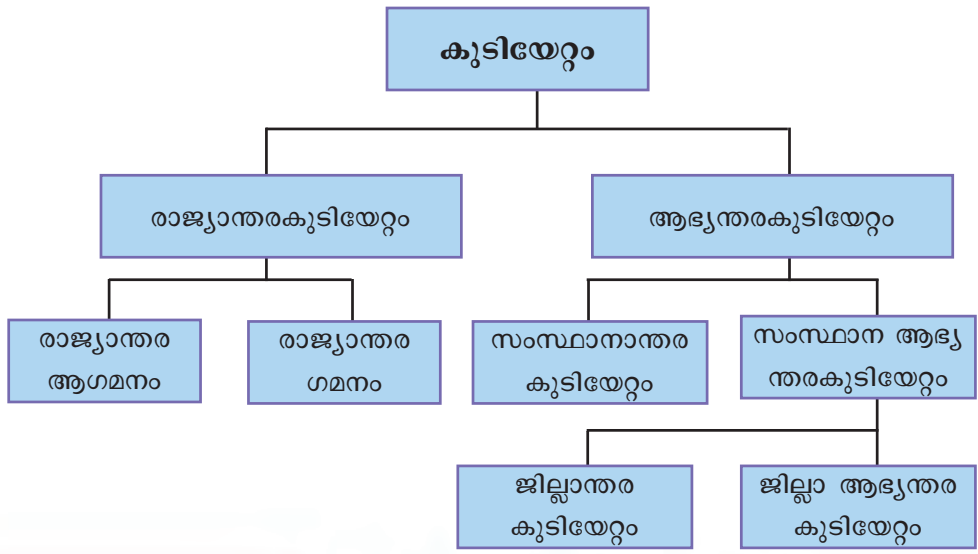 കുടിയേറ്റം
രാജ്യാന്തരകുടിയേറ്റം
ആഭ്യന്തരകുടിയേറ്റം
രാജ്യാന്തര
ആഗമനം
രാജ്യാന്തര
ഗമനം
സംസ്ഥാനാന്തര
കുടിയേറ്റം
സംസ്ഥാന ആഭ്യ
ന്തരകുടിയേറ്റം
ജില്ലാന്തര
കുടിയേറ്റം
ജില്ലാ ആഭ്യന്തര
കുടിയേറ്റം